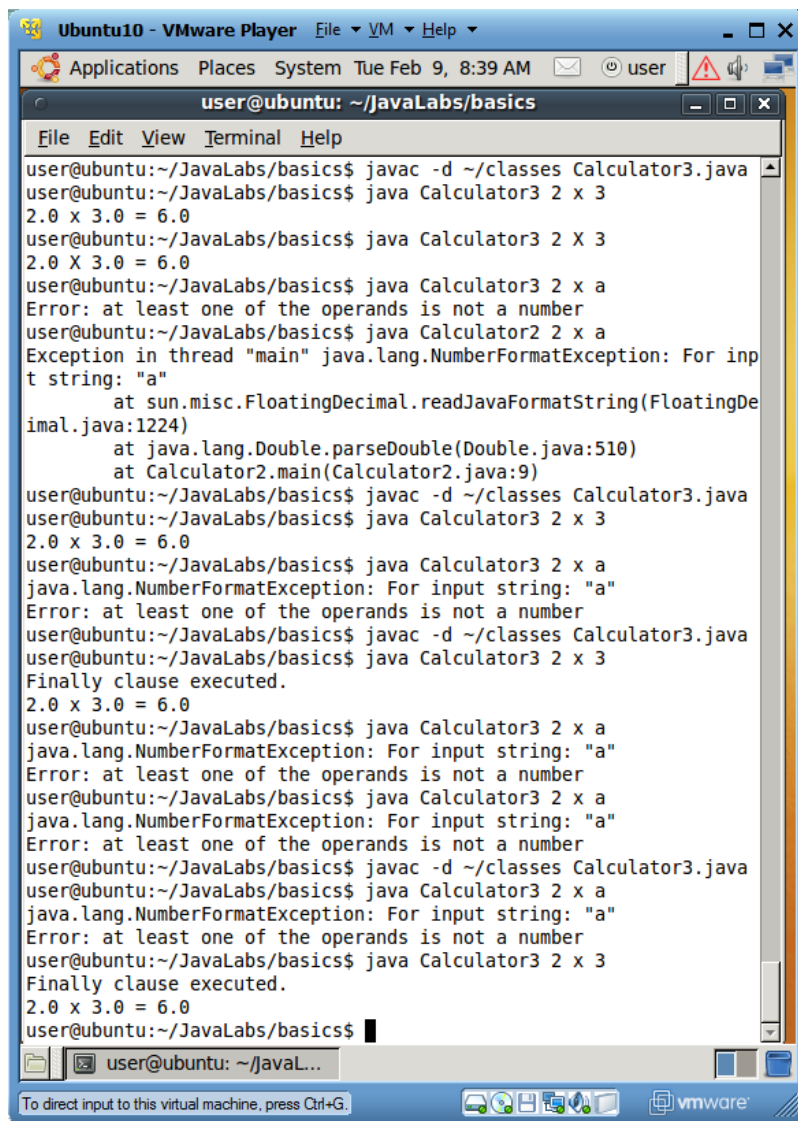 Ubuntu10 - VMware Player File VM Help
Applications Places System Tue Feb 9, 8:39 AM user
user@ubuntu: ~/JavaLabs/basics
File Edit View Terminal Help
user@ubuntu:~/JavaLabs/basics$ javac -d ~/classes Calculator3.java
user@ubuntu:~/JavaLabs/basics$ java Calculator3 2 x 3
2.0 x 3.0 = 6.0
user@ubuntu:~/JavaLabs/basics$ java Calculator3 2 X 3
2.0 X 3.0 = 6.0
user@ubuntu:~/JavaLabs/basics$ java Calculator3 2 x a
Error: at least one of the operands is not a number
user@ubuntu:~/JavaLabs/basics$ java Calculator2 2 x a
Exception in thread "main" java.lang.NumberFormatException: For inp
t string: "a"
at sun.misc.FloatingDecimal.readJavaFormatString(FloatingDe
imal.java:1224)
at java.lang.Double.parseDouble(Double.java:510)
at Calculator2.main(Calculator2.java:9)
user@ubuntu:~/JavaLabs/basics$ javac -d ~/classes Calculator3.java
user@ubuntu:~/JavaLabs/basics$ java Calculator3 2 x 3
2.0 x 3.0 = 6.0
user@ubuntu:~/JavaLabs/basics$ java Calculator3 2 x a
java.lang.NumberFormatException: For input string: "a"
Error: at least one of the operands is not a number
user@ubuntu:~/JavaLabs/basics$ javac -d ~/classes Calculator3.java
user@ubuntu:~/JavaLabs/basics$ java Calculator3 2 x 3
Finally clause executed.
2.0 x 3.0 = 6.0
user@ubuntu:~/JavaLabs/basics$ java Calculator3 2 x a
java.lang.NumberFormatException: For input string: "a"
Error: at least one of the operands is not a number
user@ubuntu:~/JavaLabs/basics$ java Calculator3 2 x a
java.lang.NumberFormatException: For input string: "a"
Error: at least one of the operands is not a number
user@ubuntu:~/JavaLabs/basics$ javac -d ~/classes Calculator3.java
user@ubuntu:~/JavaLabs/basics$ java Calculator3 2 x a
java.lang.NumberFormatException: For input string: "a"
Error: at least one of the operands is not a number
user@ubuntu:~/JavaLabs/basics$ java Calculator3 2 x 3
Finally clause executed.
2.0 x 3.0 = 6.0
user@ubuntu:~/JavaLabs/basics$
user@ubuntu: ~/JavaL...
To direct input to this virtual machine, press Ctrl+G. vmware